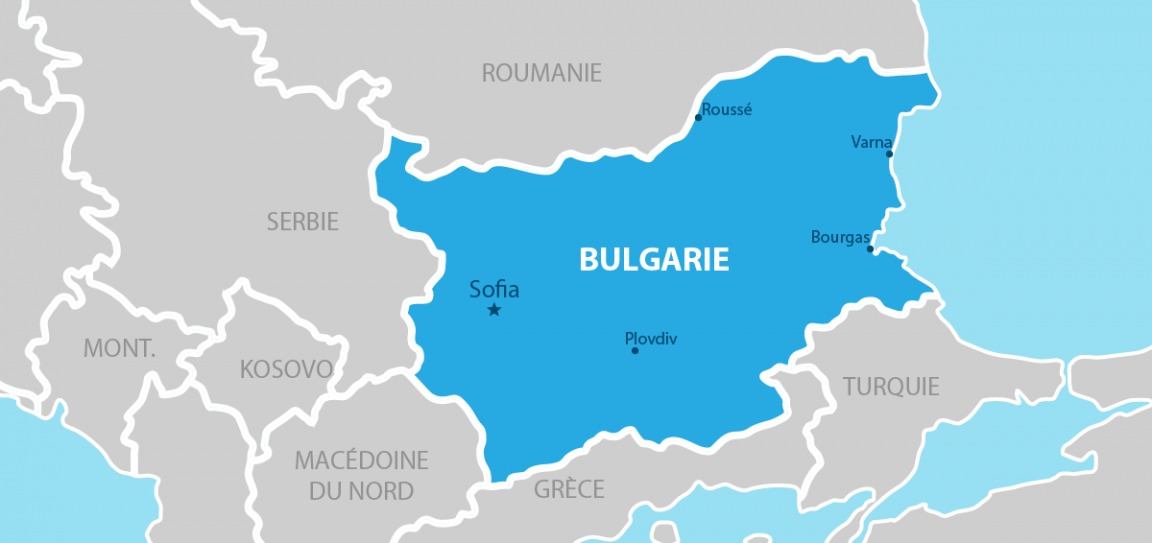 ROUMANIE
Roussé
Varna
SERBIE
Bourgas
BULGARIE
Sofia
Plovdiv
MONT.
KOSOVO
TURQUIE
MACÉDOINE
DU NORD
GRÈCE